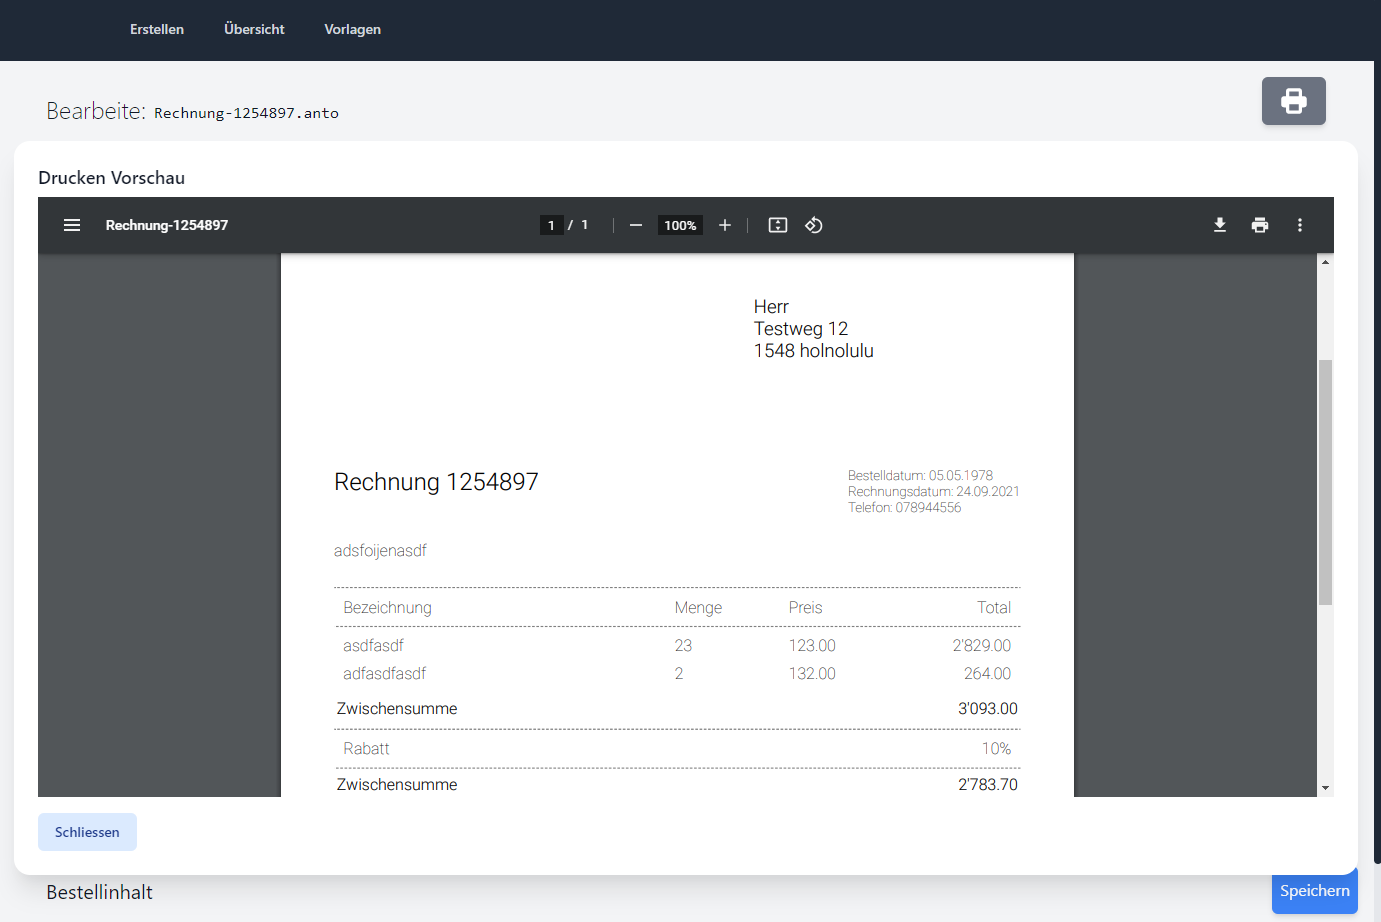 Erstellen Übersicht Vorlagen
Bearbeite: Rechnung-1254897.anto
Drucken Vorschau
Rechnung-1254897 1 / 1 100%
Herr
Testweg 12
1548 holnolulu
Rechnung 1254897
Bestelldatum: 05.05.1978
Rechnungsdatum: 24.09.2021
Telefon: 078944556
adsfoijenasdf
Bezeichnung Menge Preis Total
asdfasdf 23 123.00 2'829.00
adfasdfasdf 2 132.00 264.00
Zwischensumme 3'093.00
Rabatt 10%
Zwischensumme 2'783.70
Schliessen
Bestellinhalt Speichern